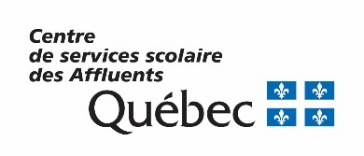 Centre
de services scolaire
des Affluents
Québec